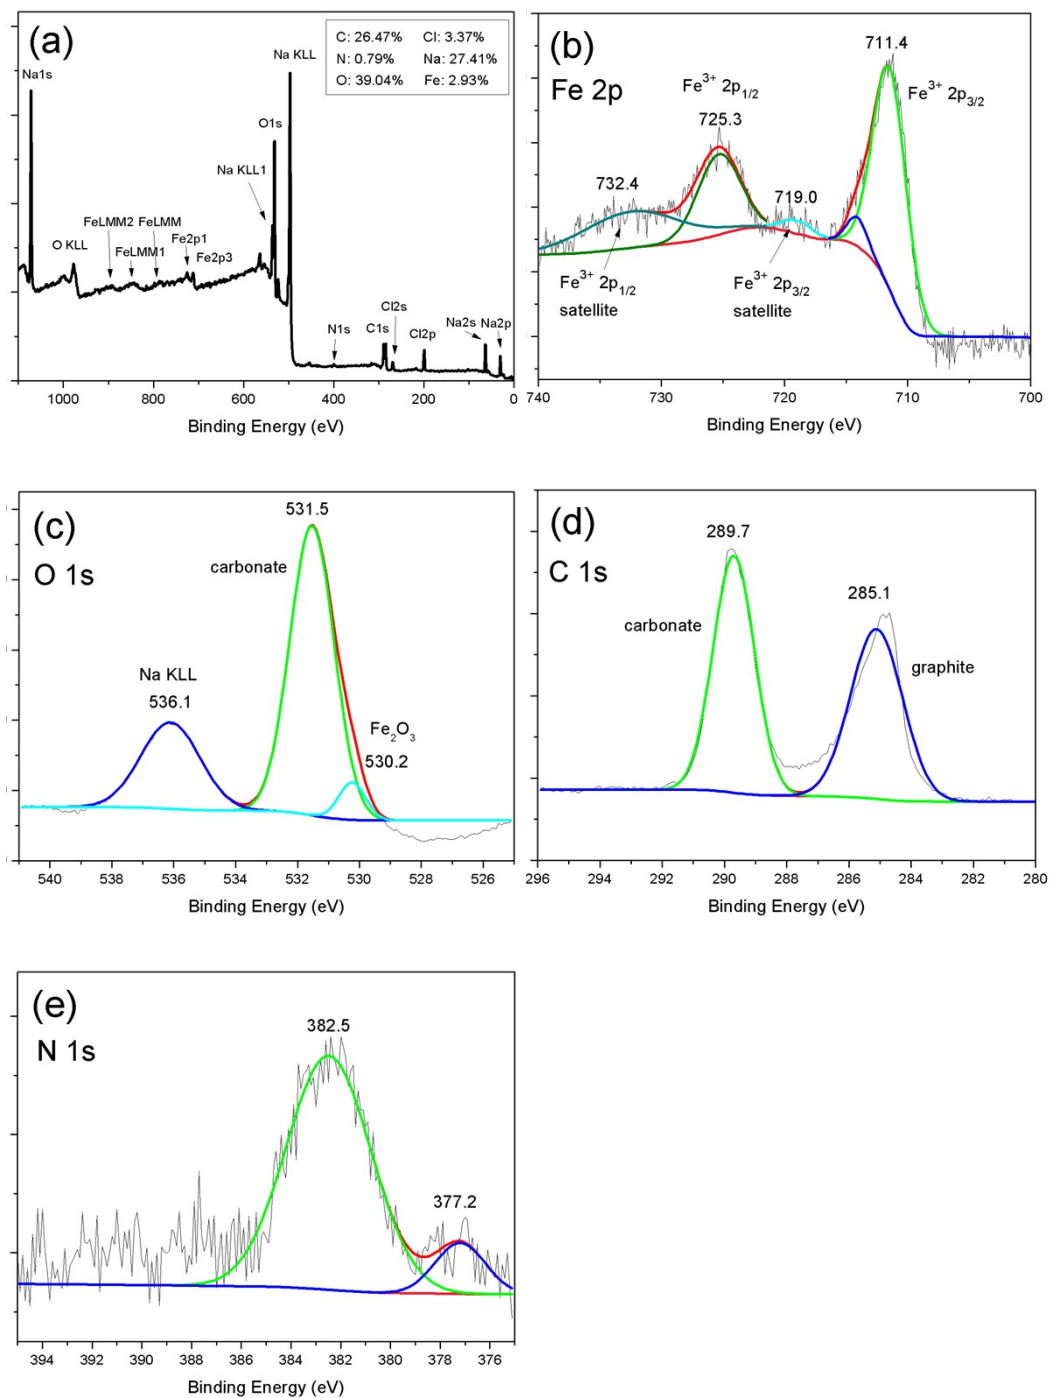 (a)
C: 26.47% Cl: 3.37%
N: 0.79% Na: 27.41%
O: 39.04% Fe: 2.93%
Na KLL
Na1s
O1s
Na KLL1
FeLMM2 FeLMM
O KLL
FeLMM1
Fe2p1
Fe2p3
N1s
C1s
Cl2s
Cl2p
Na2s
Na2p
1000 800 600 400 200 0
Binding Energy (eV)
(b)
Fe 2p
711.4
Fe3+ 2p3/2
Fe3+ 2p1/2
725.3
732.4
719.0
Fe3+ 2p1/2
satellite
Fe3+ 2p3/2
satellite
740 730 720 710 700
Binding Energy (eV)
(c)
O 1s
531.5
carbonate
Na KLL
536.1
Fe2O3
530.2
540 538 536 534 532 530 528 526
Binding Energy (eV)
(d)
C 1s
289.7
carbonate
285.1
graphite
296 294 292 290 288 286 284 282 280
Binding Energy (eV)
(e)
N 1s
382.5
377.2
394 392 390 388 386 384 382 380 378 376
Binding Energy (eV)